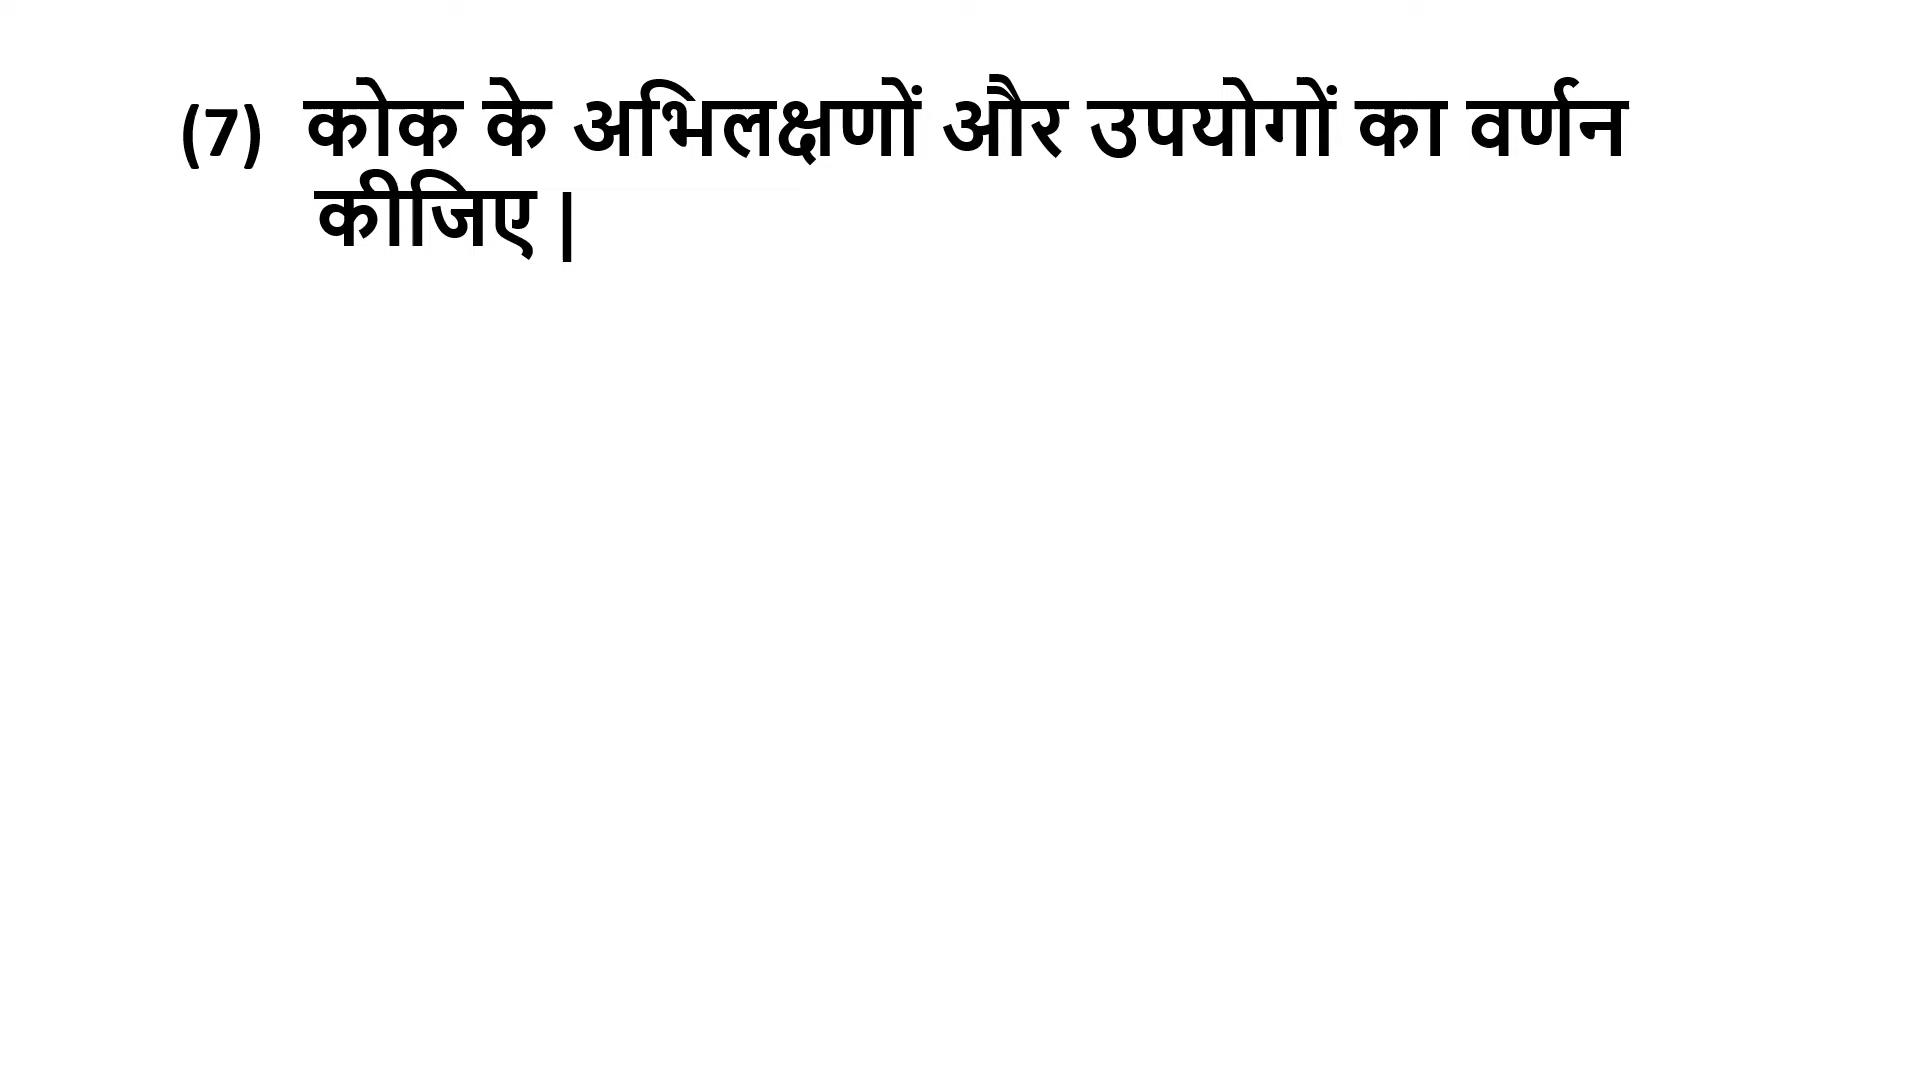 (7) कोक के अभिलक्षणों और उपयोगों का वर्णन
कीजिए |